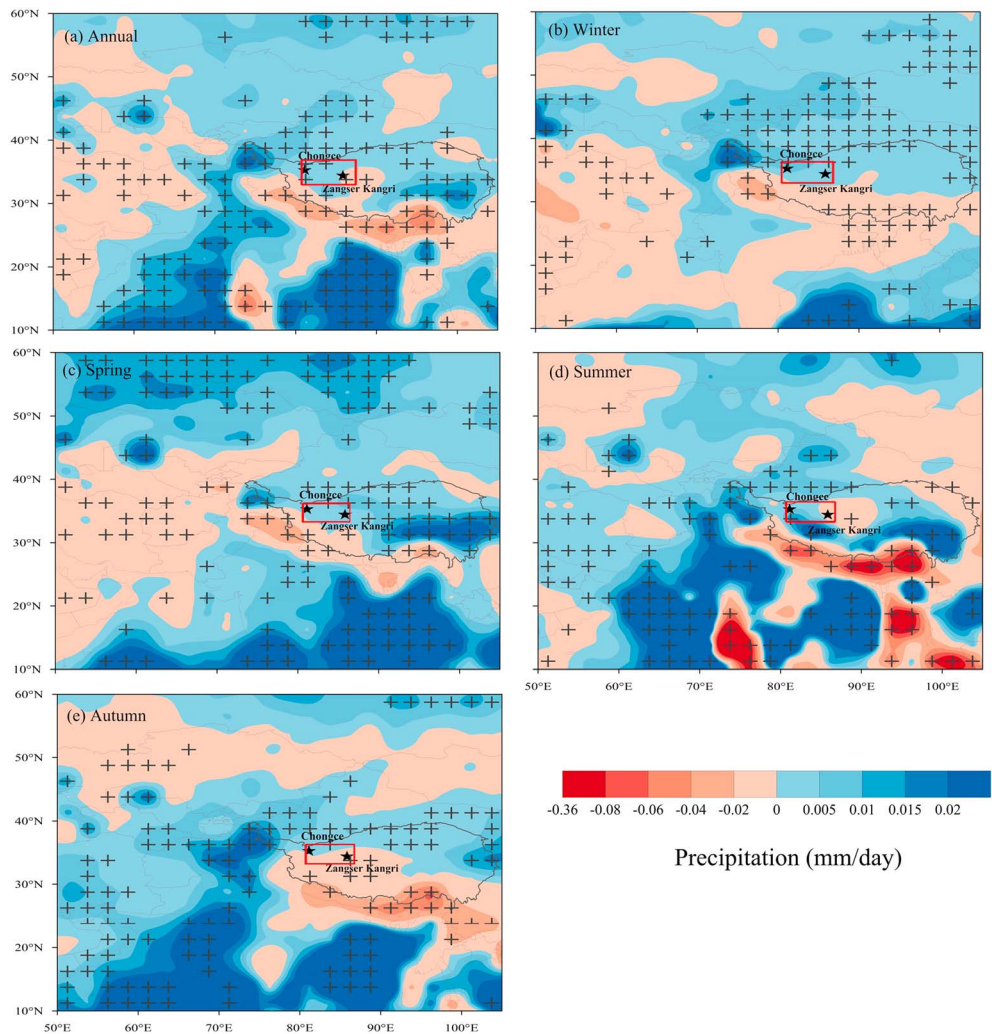 60°N
(a) Annual
(b) Winter
50°N
40°N
Chongce
Chongce
Zangser Kangri
Zangser Kangri
30°N
20°N
10°N
60°N
(c) Spring
(d) Summer
50°N
40°N
Chongce
Chongce
Zangser Kangri
Zangser Kangri
30°N
20°N
10°N
50°E 60°E 70°E 80°E 90°E 100°E
60°N
(e) Autumn
50°N
40°N
Chongce
Zangser Kangri
30°N
20°N
10°N
50°E 60°E 70°E 80°E 90°E 100°E
-0.36 -0.08 -0.06 -0.04 -0.02 0 0.005 0.01 0.015 0.02
Precipitation (mm/day)